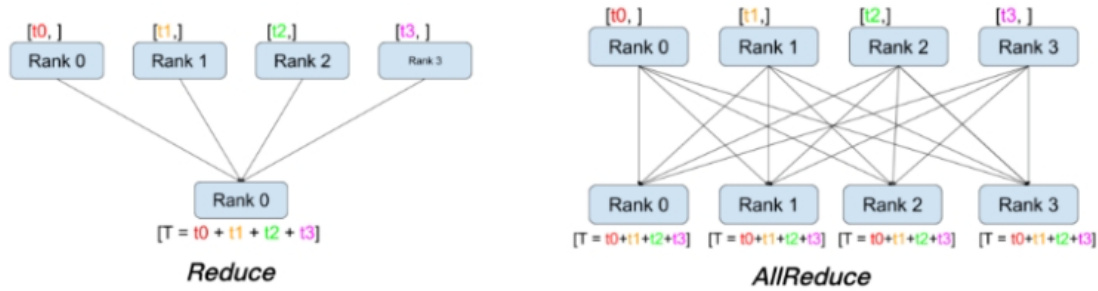 [t0, ] [t1,] [t2,] [t3, ]
Rank 0 Rank 1 Rank 2 Rank 3
Rank 0
[T = t0 + t1 + t2 + t3]
Reduce
[t0, ] [t1,] [t2,] [t3, ]
Rank 0 Rank 1 Rank 2 Rank 3
Rank 0 Rank 1 Rank 2 Rank 3
[T = t0+t1+t2+t3] [T = t0+t1+t2+t3] [T = t0+t1+t2+t3] [T = t0+t1+t2+t3]
AllReduce